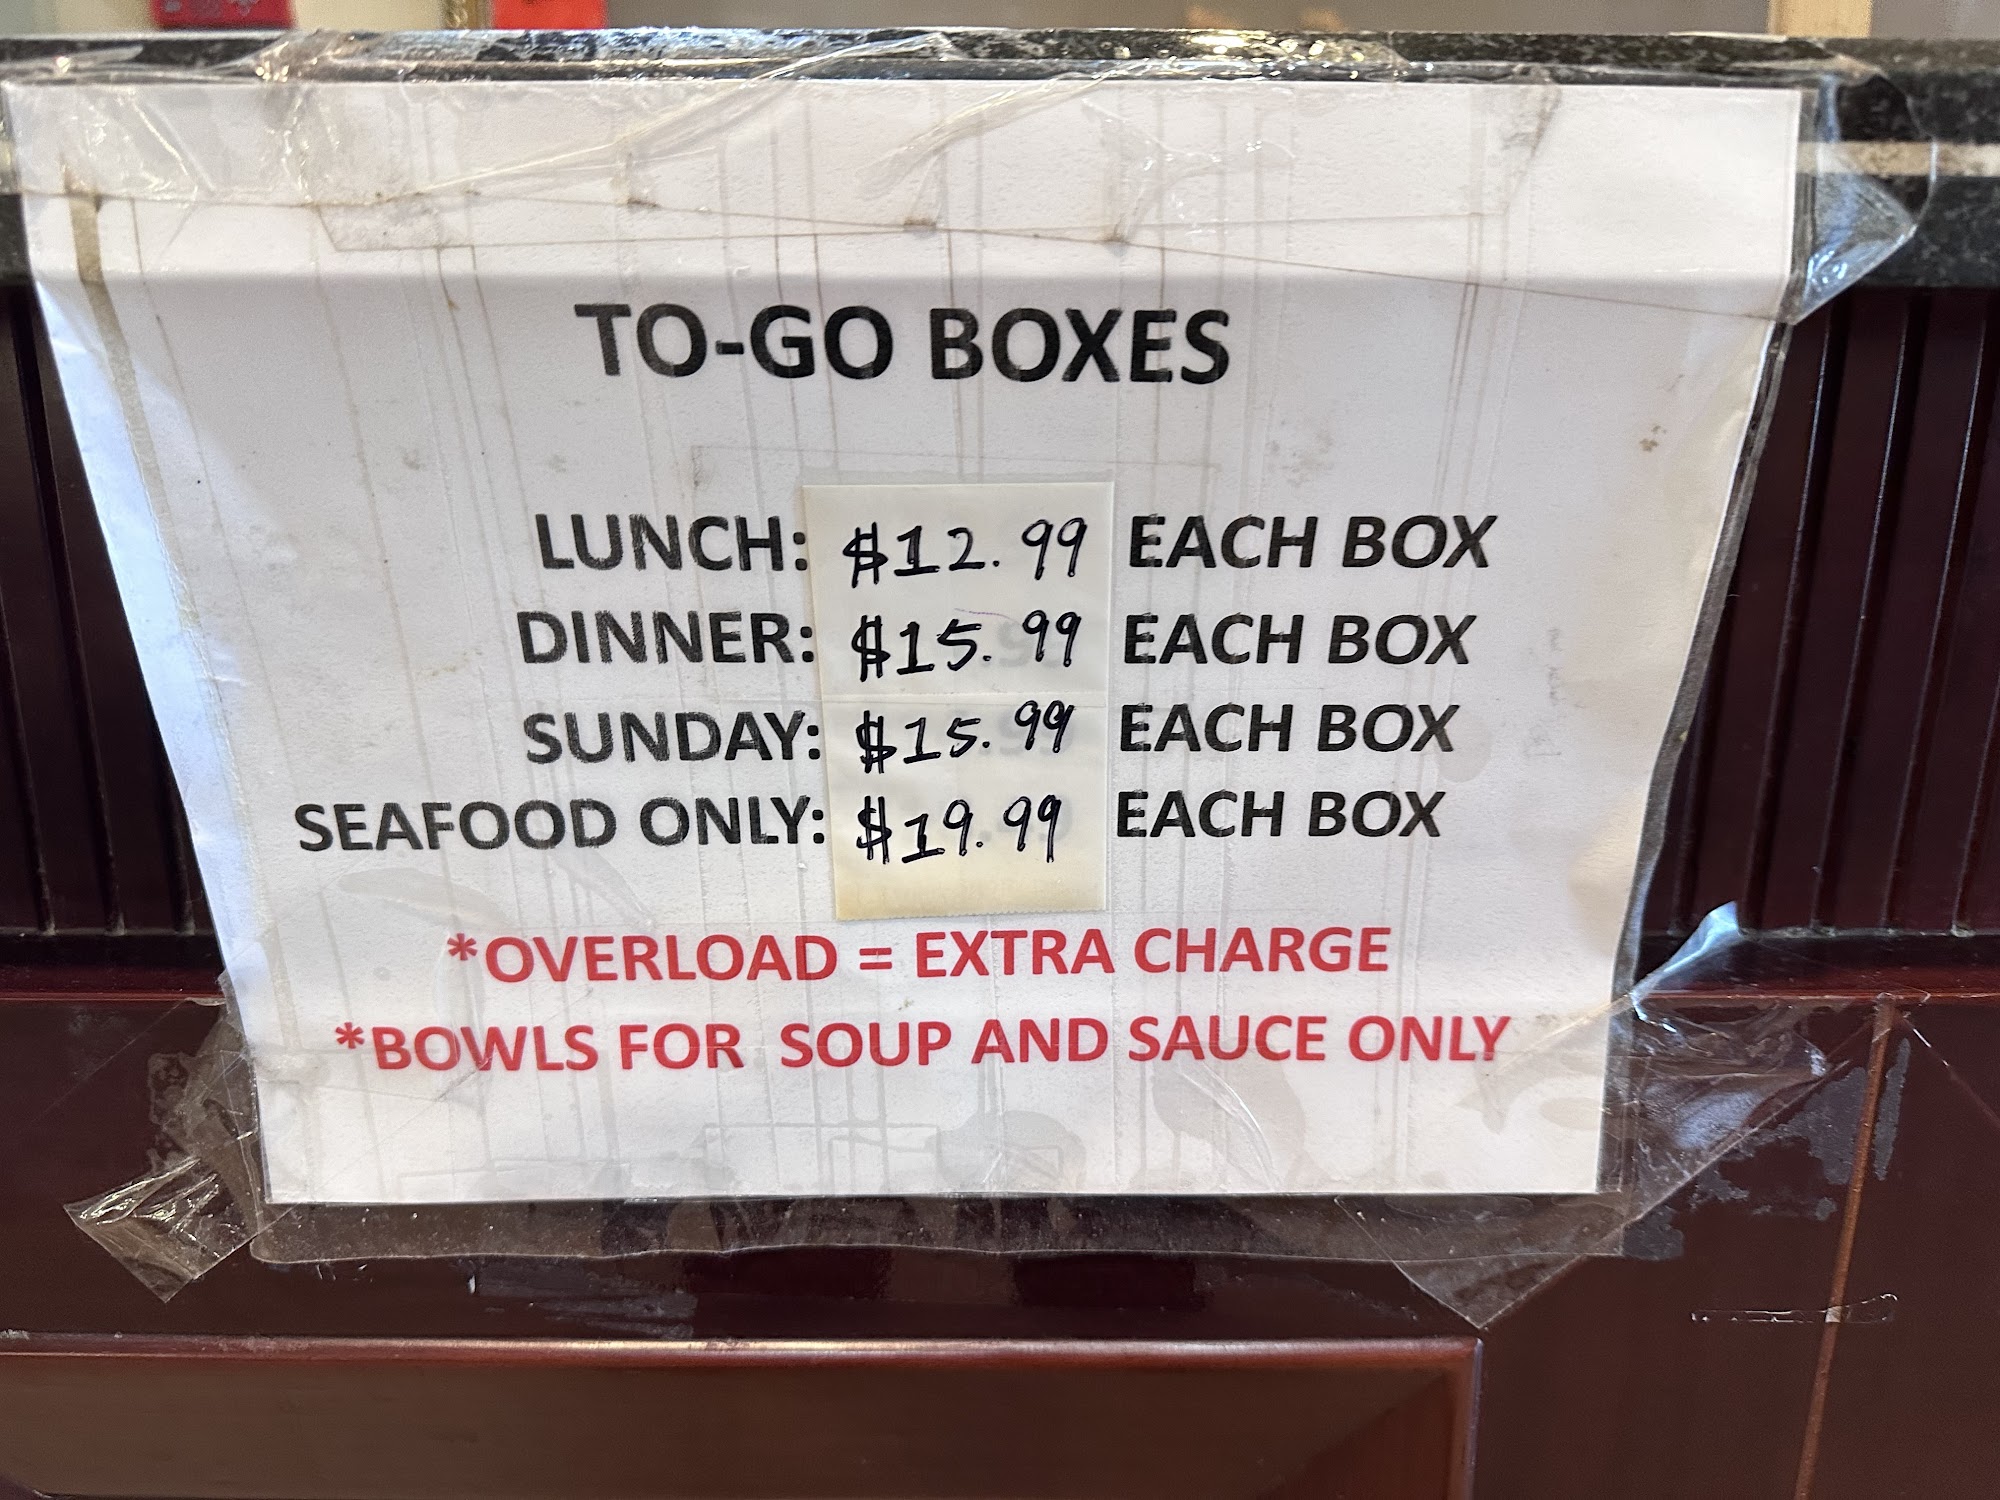 TO-GO BOXES
LUNCH: $12.99 EACH BOX
DINNER: $15.99 EACH BOX
SUNDAY: $15.99 EACH BOX
SEAFOOD ONLY: $19.99 EACH BOX
*OVERLOAD = EXTRA CHARGE
*BOWLS FOR SOUP AND SAUCE ONLY